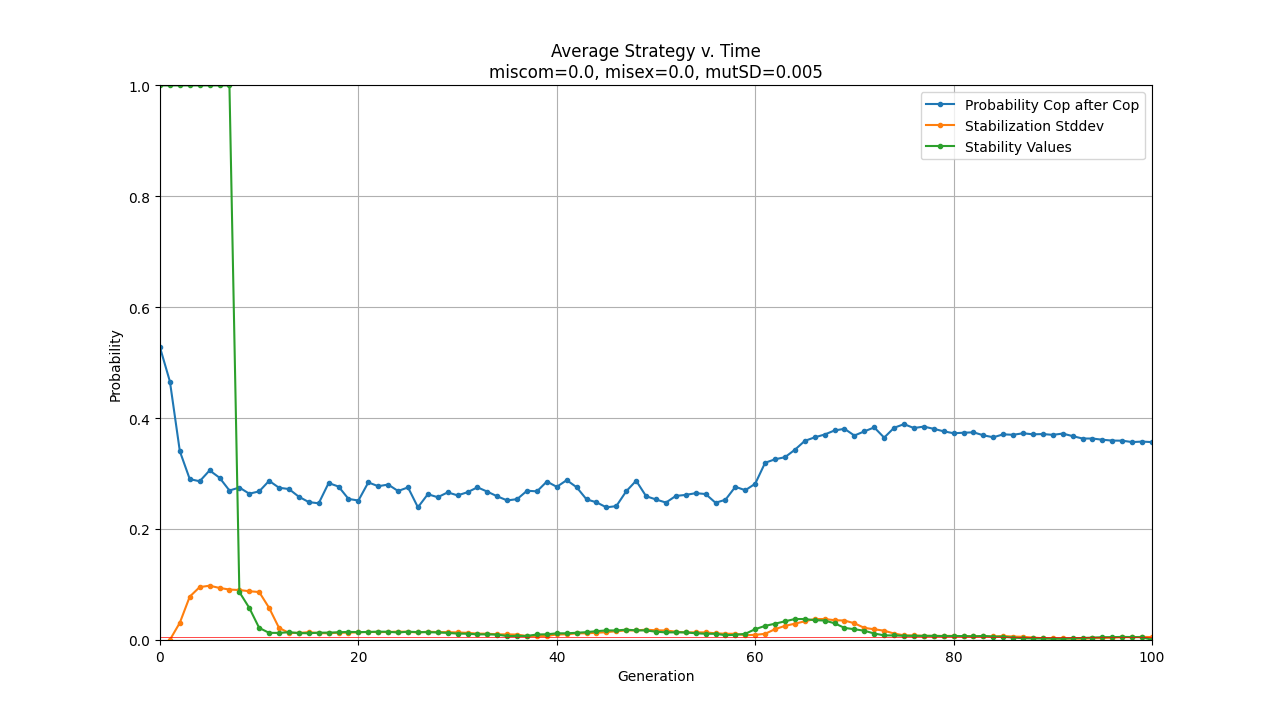 Average Strategy v. Time
miscom=0.0, misex=0.0, mutSD=0.005
Probability Cop after Cop
Stabilization Stddev
Stability Values
Probability
1.0
0.8
0.6
0.4
0.2
0.0
0 20 40 60 80 100
Generation